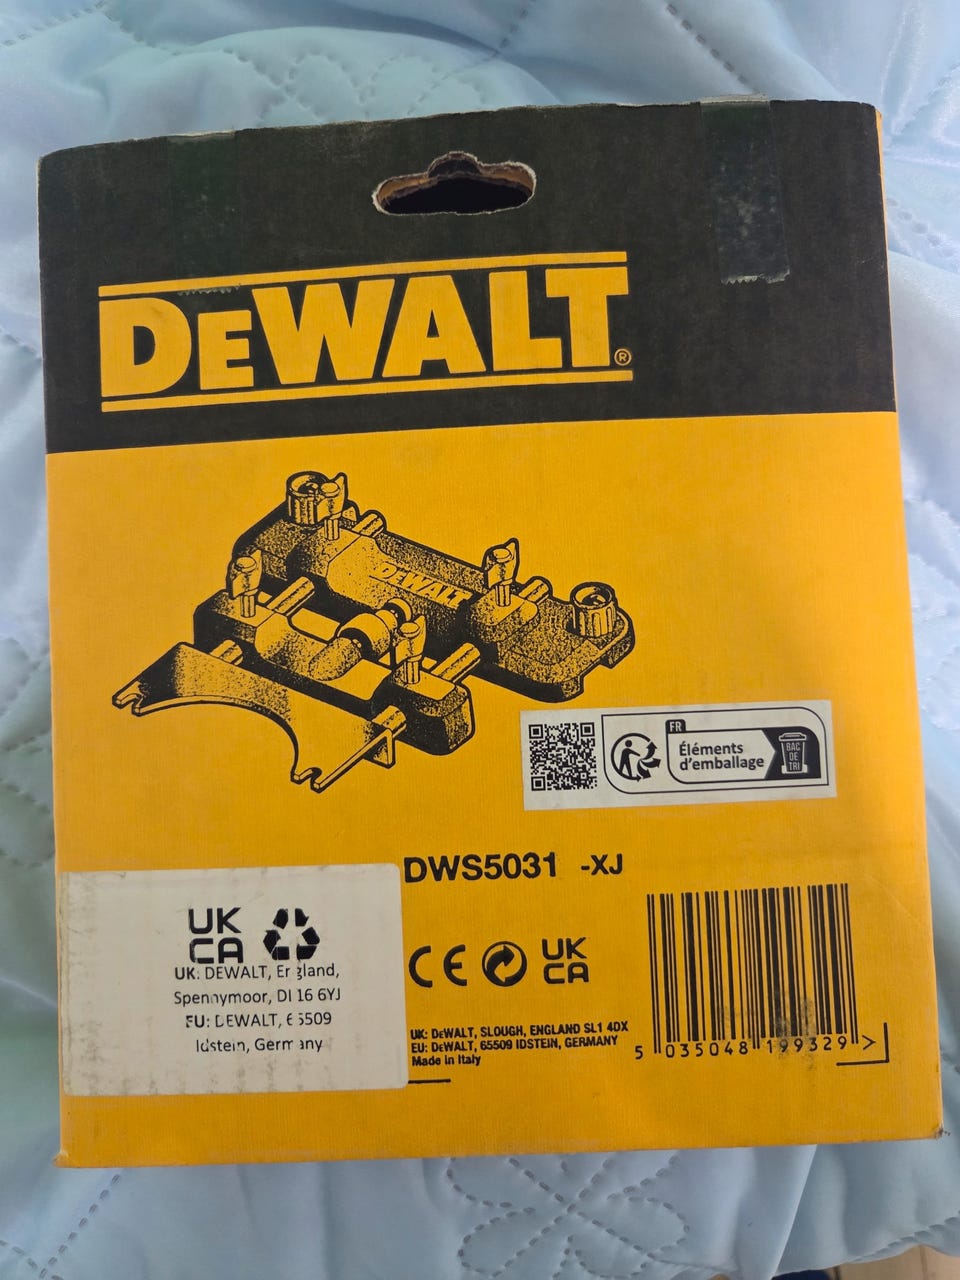 DEWALT®
DEWALT
FR
Éléments
d'emballage
BAC
DE
TRI
DWS5031 -XJ
UK
CA
UK: DEWALT, England,
Spennymoor, Dl16 6YJ
EU: DEWALT, 65509
Idstein, Germany
CE
UK
CA
UK: DeWALT, SLOUGH, ENGLAND SL1 4DX
EU: DeWALT, 65509 IDSTEIN, GERMANY
Made in Italy
5 035048 199329 >